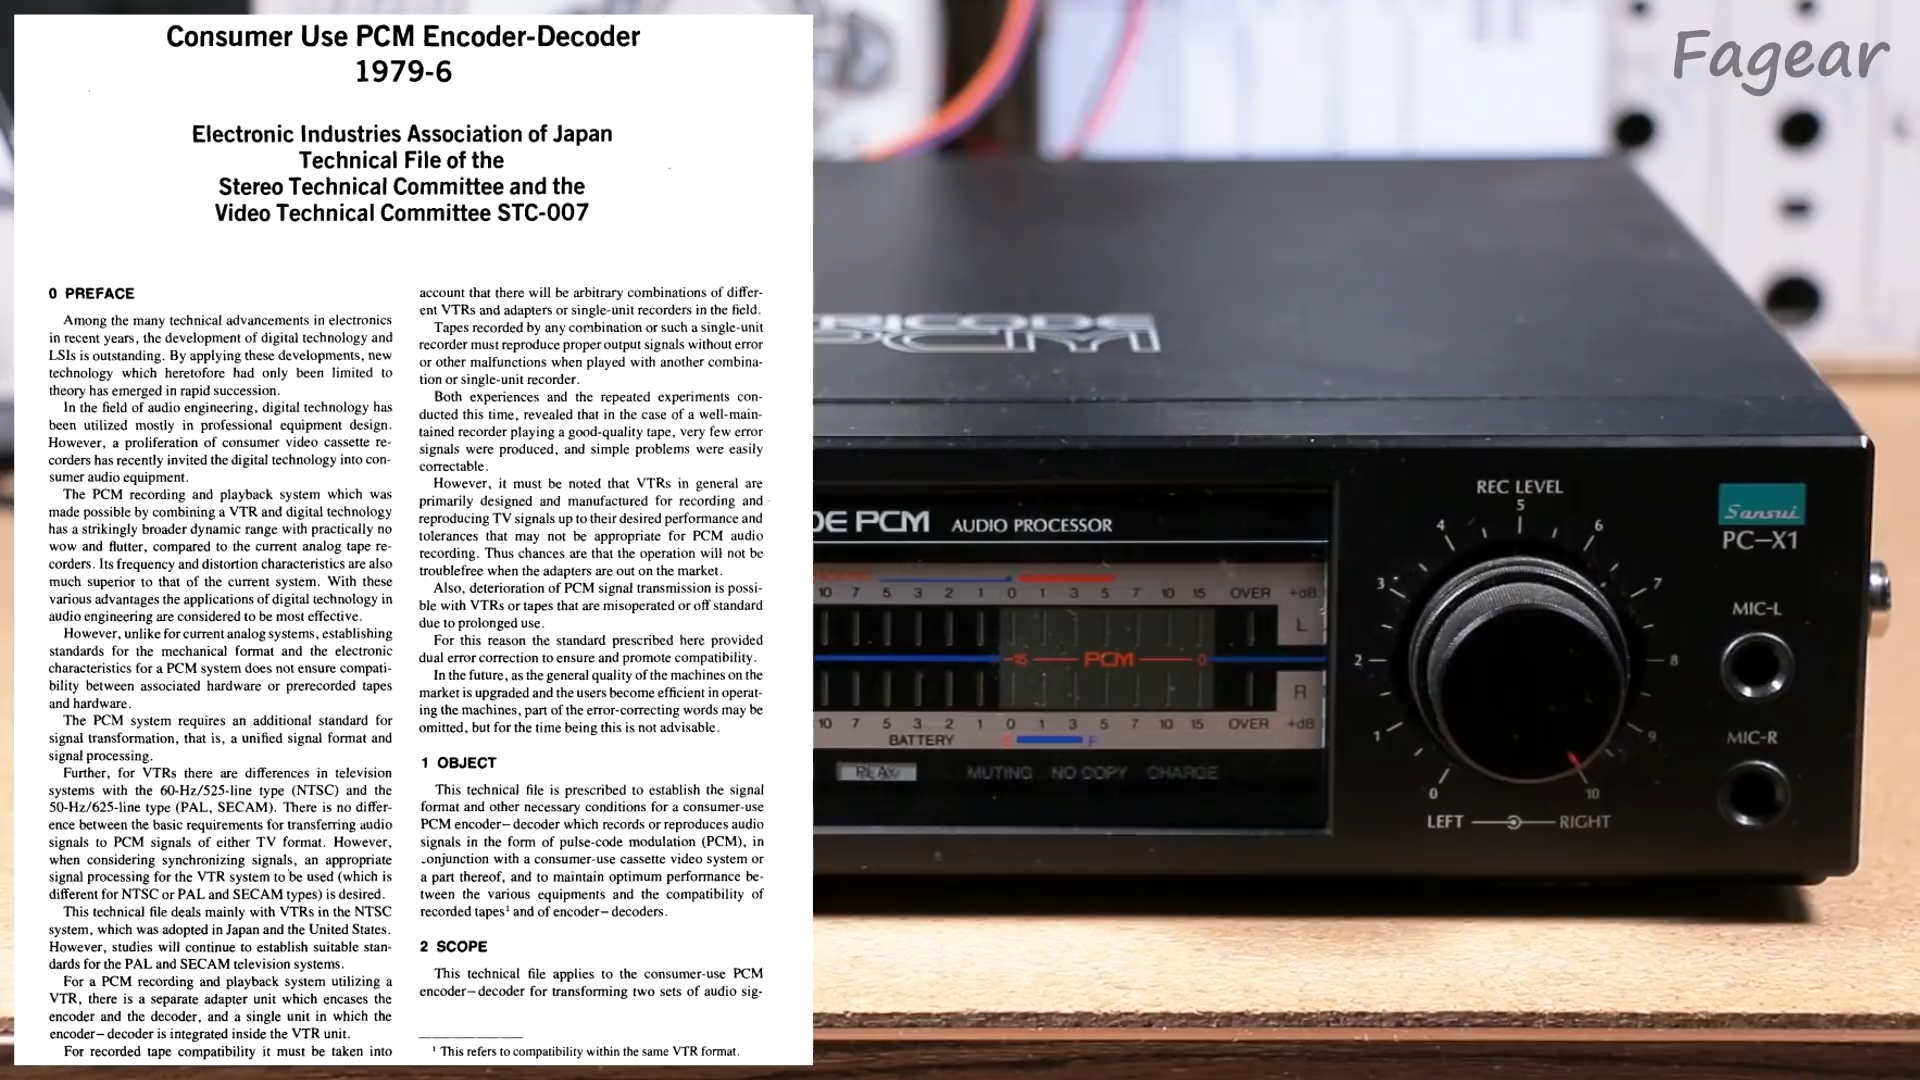 Consumer Use PCM Encoder-Decoder
1979-6
Electronic Industries Association of Japan
Technical File of the
Stereo Technical Committee and the
Video Technical Committee STC-007
0 PREFACE
Among the many technical advancements in electronics
in recent years, the development of digital technology and
LSIs is outstanding. By applying these developments, new
technology which heretofore had only been limited to
theory has emerged in rapid succession.
In the field of audio engineering, digital technology has
been utilized mostly in professional equipment design.
However, a proliferation of consumer video cassette re-
corders has recently invited the digital technology into con-
sumer audio equipment.
The PCM recording and playback system which was
made possible by combining a VTR and digital technology
has a strikingly broader dynamic range with practically no
wow and flutter, compared to the current analog tape re-
corders. Its frequency and distortion characteristics are also
much superior to that of the current system. With these
various advantages the applications of digital technology in
audio engineering are considered to be most effective.
However, unlike for current analog systems, establishing
standards for the mechanical format and the electronic
characteristics for a PCM system does not ensure compati-
bility between associated hardware or prerecorded tapes
and hardware.
The PCM system requires an additional standard for
signal transformation, that is, a unified signal format and
signal processing.
Further, for VTRs there are differences in television
systems with the 60-Hz/525-line type (NTSC) and the
50-Hz/625-line type (PAL, SECAM). There is no differ-
ence between the basic requirements for transferring audio
signals to PCM signals of either TV format. However,
when considering synchronizing signals, an appropriate
signal processing for the VTR system to be used (which is
different for NTSC or PAL and SECAM types) is desired.
This technical file deals mainly with VTRs in the NTSC
system, which was adopted in Japan and the United States.
However, studies will continue to establish suitable stan-
dards for the PAL and SECAM television systems.
For a PCM recording and playback system utilizing a
VTR, there is a separate adapter unit which encases the
encoder and the decoder, and a single unit in which the
encoder–decoder is integrated inside the VTR unit.
For recorded tape compatibility it must be taken into
account that there will be arbitrary combinations of differ-
ent VTRs and adapters or single-unit recorders in the field.
Tapes recorded by any combination or such a single-unit
recorder must reproduce proper output signals without error
or other malfunctions when played with another combina-
tion or single-unit recorder.
Both experiences and the repeated experiments con-
ducted this time, revealed that in the case of a well-main-
tained recorder playing a good-quality tape, very few error
signals were produced, and simple problems were easily
correctable.
However, it must be noted that VTRs in general are
primarily designed and manufactured for recording and
reproducing TV signals up to their desired performance and
tolerances that may not be appropriate for PCM audio
recording. Thus chances are that the operation will not be
troublefree when the adapters are out on the market.
Also, deterioration of PCM signal transmission is possi-
ble with VTRs or tapes that are misoperated or off standard
due to prolonged use.
For this reason the standard prescribed here provided
dual error correction to ensure and promote compatibility.
In the future, as the general quality of the machines on the
market is upgraded and the users become efficient in operat-
ing the machines, part of the error-correcting words may be
omitted, but for the time being this is not advisable.
1 OBJECT
This technical file is prescribed to establish the signal
format and other necessary conditions for a consumer-use
PCM encoder–decoder which records or reproduces audio
signals in the form of pulse-code modulation (PCM), in
conjunction with a consumer-use cassette video system or
a part thereof, and to maintain optimum performance be-
tween the various equipments and the compatibility of
recorded tapes¹ and of encoder–decoders.
2 SCOPE
This technical file applies to the consumer-use PCM
encoder–decoder for transforming two sets of audio sig-
¹ This refers to compatibility within the same VTR format.
Fagear
RICODE
PCM
DE PCM AUDIO PROCESSOR
10 7 5 3 2 1 0 1 3 5 7 10 15 OVER +dB
L
-15 PCM 0
R
10 7 5 3 2 1 0 1 3 5 7 10 15 OVER +dB
BATTERY F
PLAY MUTING NO COPY CHARGE
REC LEVEL
0 1 2 3 4 5 6 7 8 9 10
LEFT RIGHT
Sansui
PC-X1
MIC-L
MIC-R